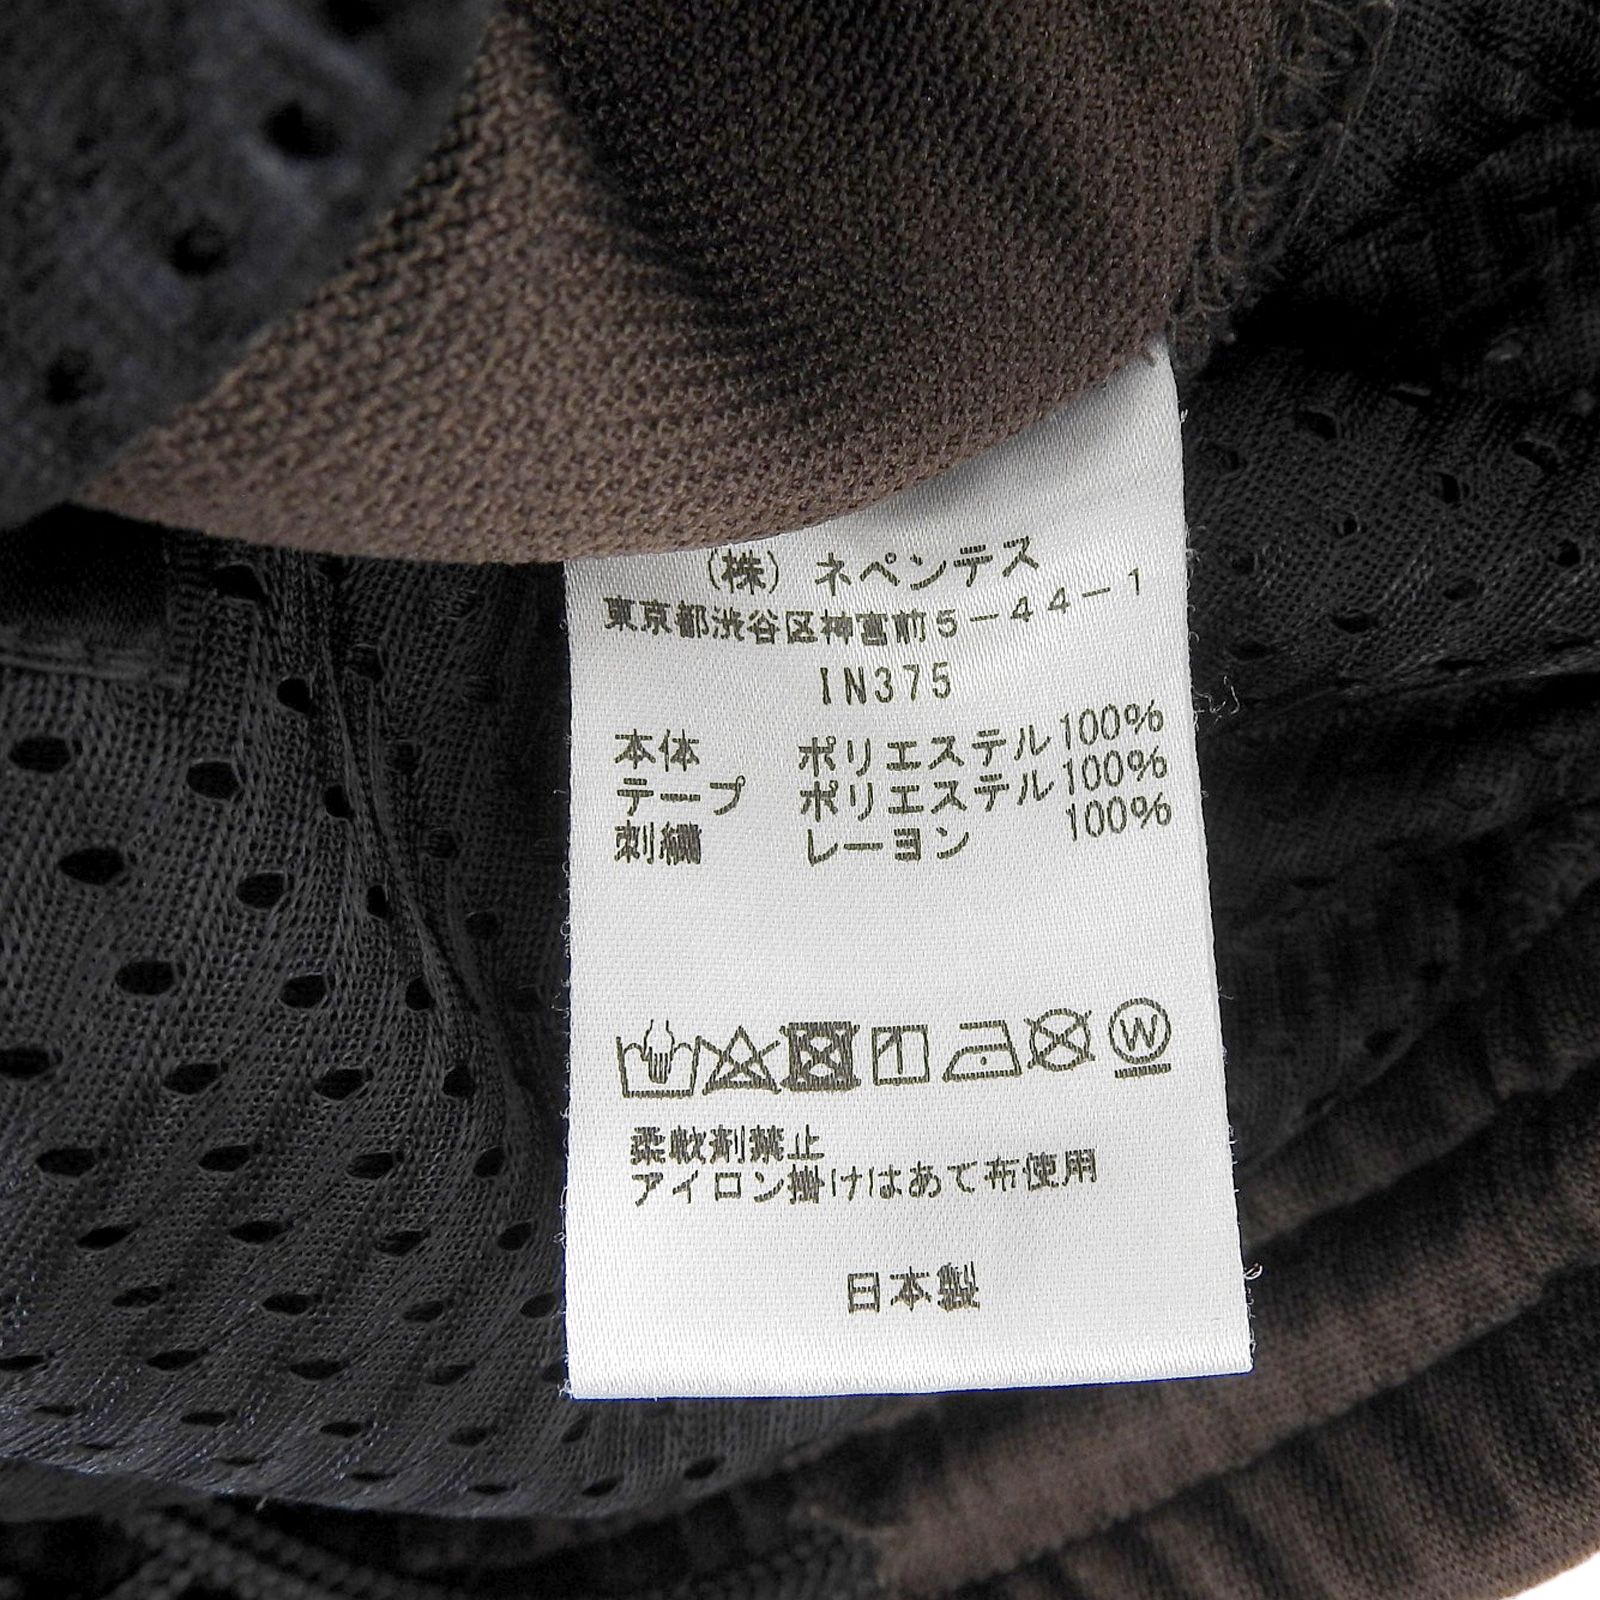 (株) ネペンテス
東京都渋谷区神宮前5-44-1
IN375
本体 ポリエステル100%
テープ ポリエステル100%
刺繍 レーヨン 100%
1 W
柔軟剤禁止
アイロン掛けはあて布使用
日本製